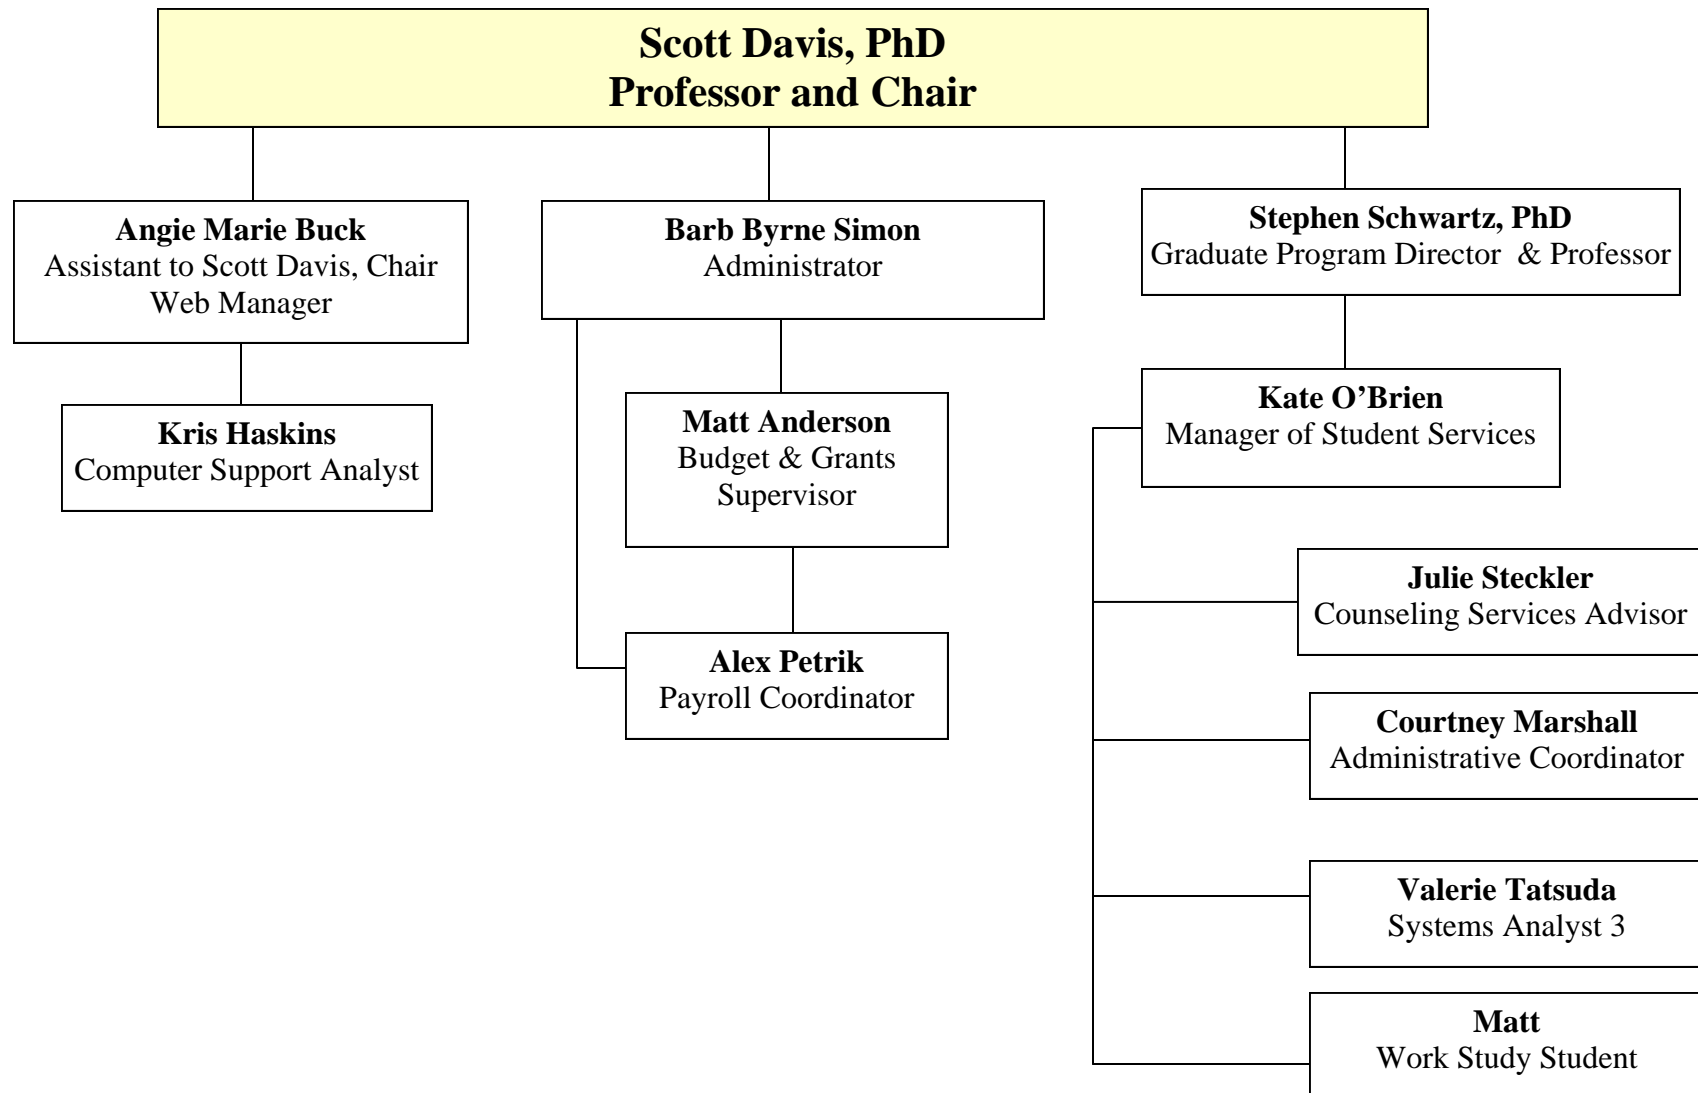 Scott Davis, PhD
Professor and Chair
Angie Marie Buck
Assistant to Scott Davis, Chair
Web Manager
Kris Haskins
Computer Support Analyst
Barb Byrne Simon
Administrator
Matt Anderson
Budget & Grants
Supervisor
Alex Petrik
Payroll Coordinator
Stephen Schwartz, PhD
Graduate Program Director  & Professor
Kate O’Brien
Manager of Student Services
Julie Steckler
Counseling Services Advisor
Courtney Marshall
Administrative Coordinator
Valerie Tatsuda
Systems Analyst 3
Matt
Work Study Student